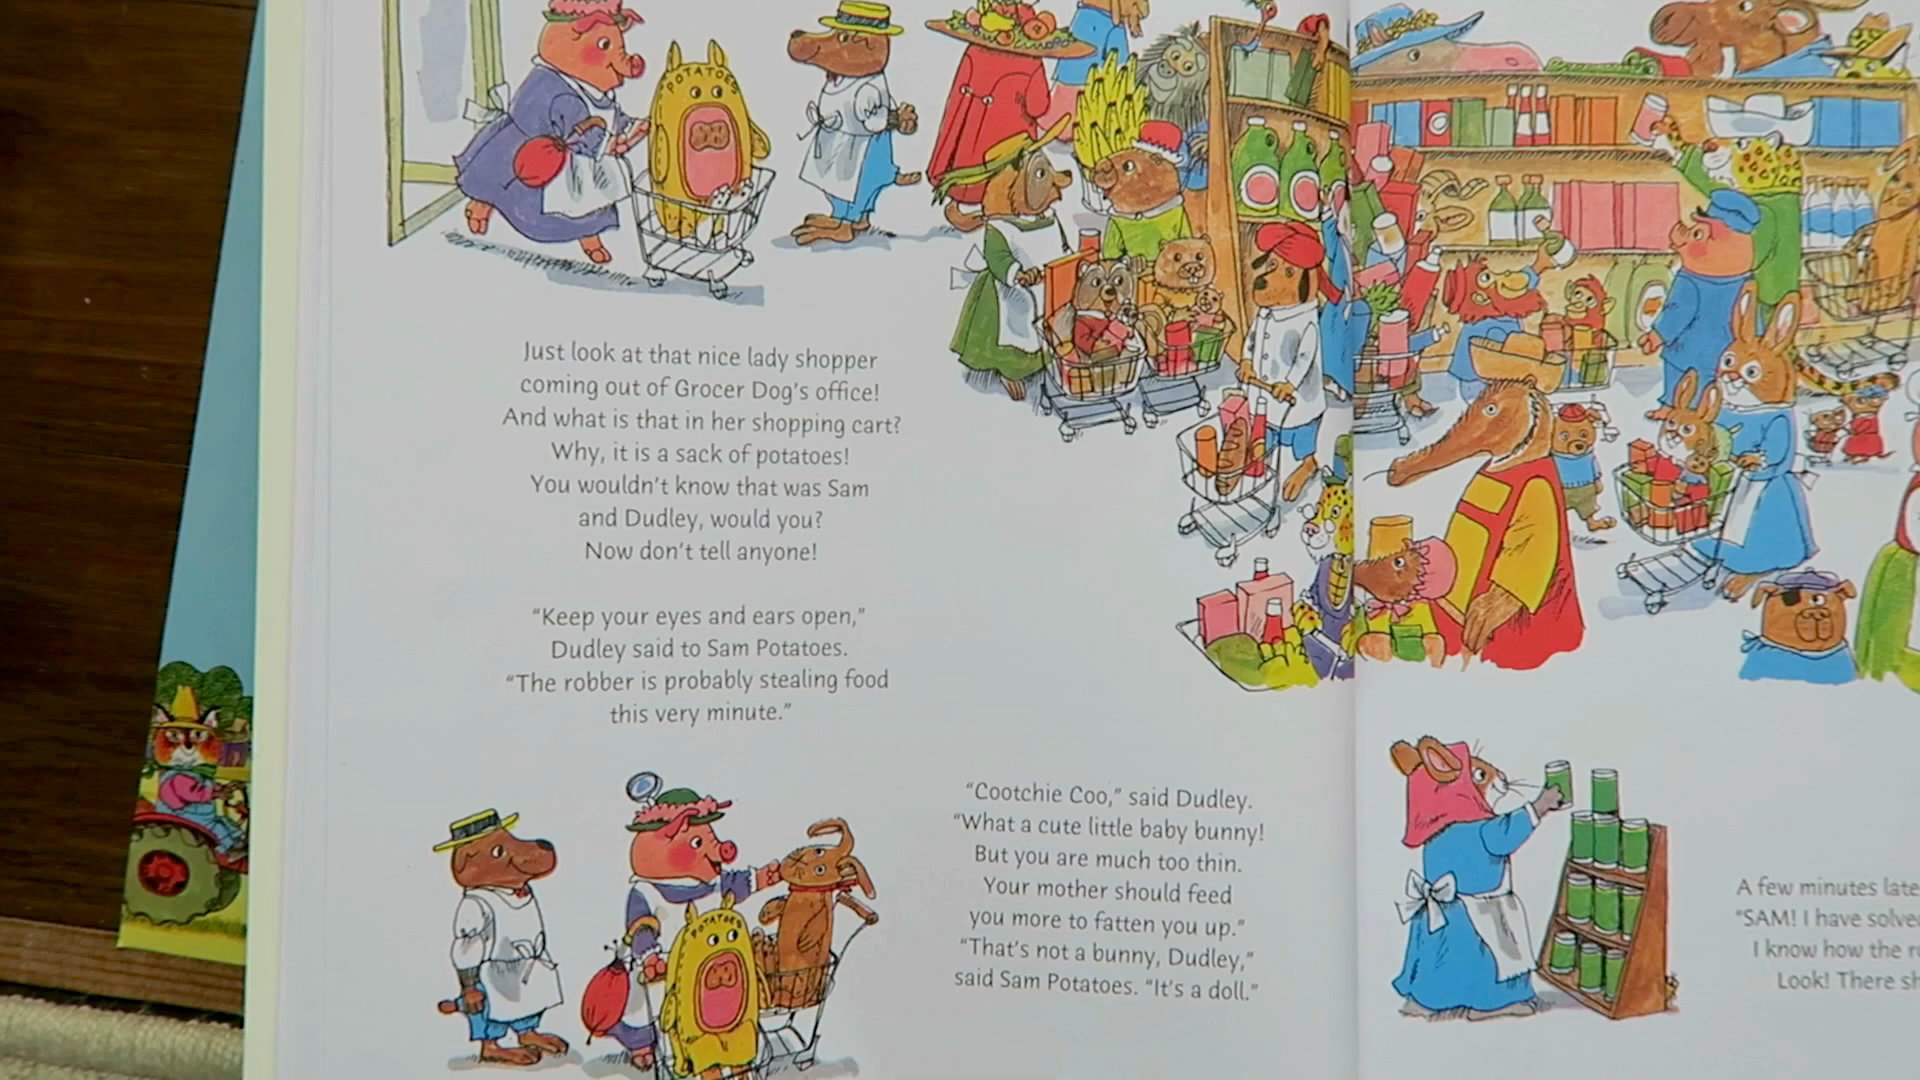 POTATOES
Just look at that nice lady shopper
coming out of Grocer Dog's office!
And what is that in her shopping cart?
Why, it is a sack of potatoes!
You wouldn't know that was Sam
and Dudley, would you?
Now don't tell anyone!
“Keep your eyes and ears open,”
Dudley said to Sam Potatoes.
“The robber is probably stealing food
this very minute.”
POTATOES
“Cootchie Coo,” said Dudley.
“What a cute little baby bunny!
But you are much too thin.
Your mother should feed
you more to fatten you up.”
“That's not a bunny, Dudley,”
said Sam Potatoes. “It's a doll.”
A few minutes late
“SAM! I have solve
I know how the r
Look! There sh